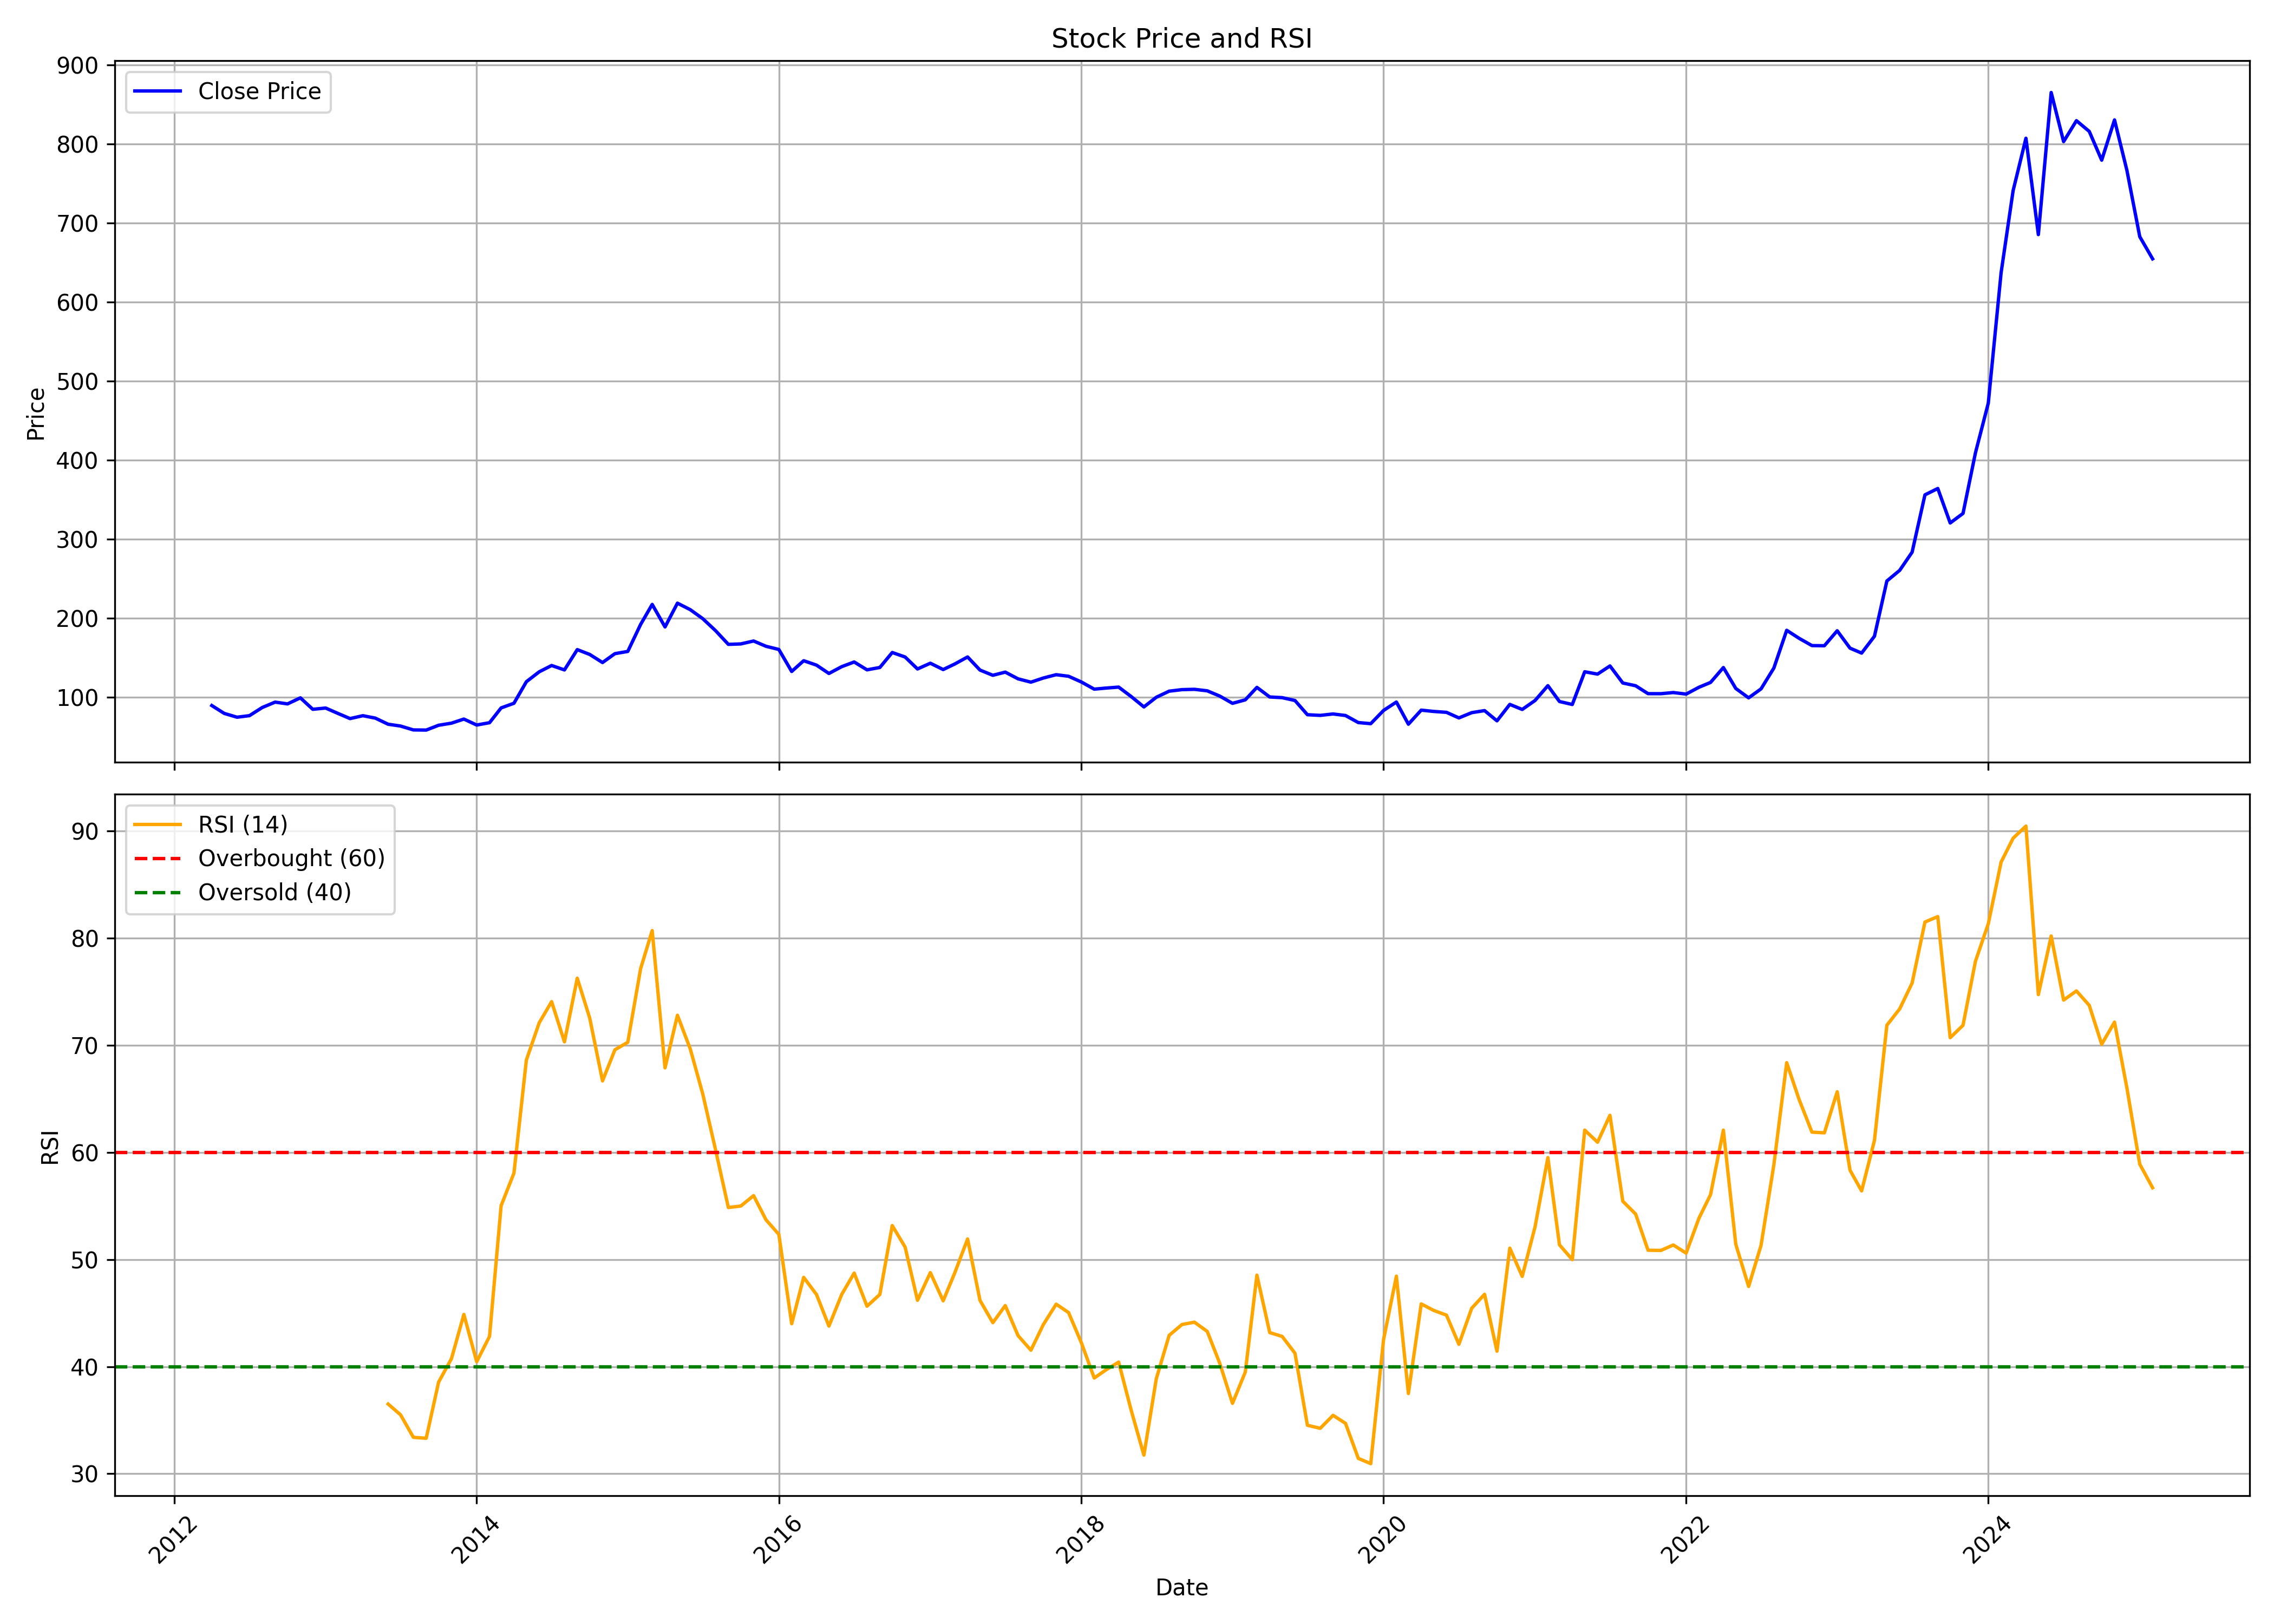 Stock Price and RSI
Close Price
900
800
700
600
500
400
300
200
100
Price
RSI (14)
Overbought (60)
Oversold (40)
90
80
70
60
50
40
30
RSI
2012
2014
2016
2018
2020
2022
2024
Date